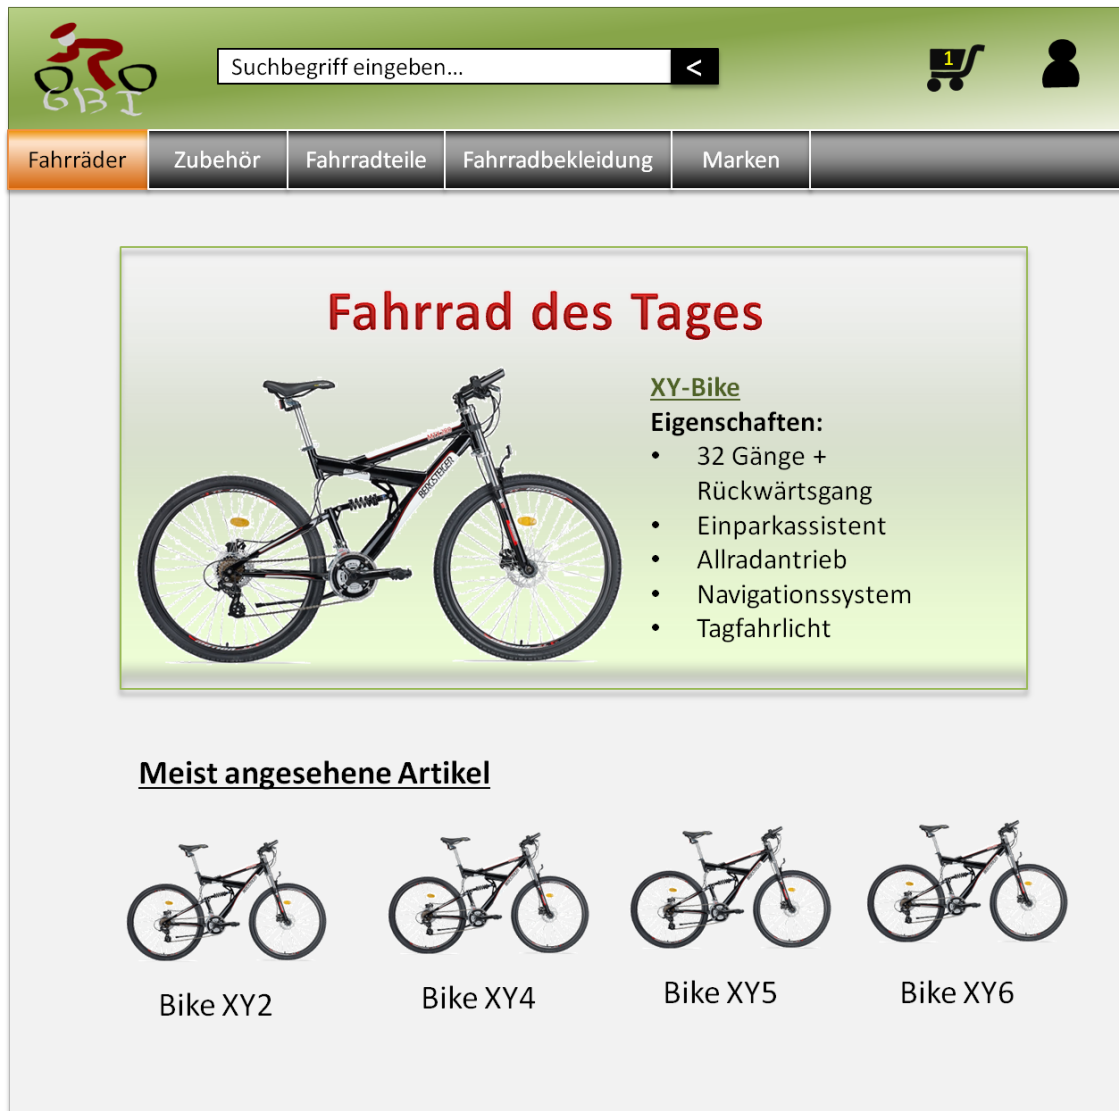 GBI
Suchbegriff eingeben...
<
1
Fahrräder
Zubehör
Fahrradteile
Fahrradbekleidung
Marken
Fahrrad des Tages
XY-Bike
Eigenschaften:
• 32 Gänge +
Rückwärtsgang
• Einparkassistent
• Allradantrieb
• Navigationssystem
• Tagfahrlicht
BERGSTEIGER
Meist angesehene Artikel
Bike XY2
Bike XY4
Bike XY5
Bike XY6